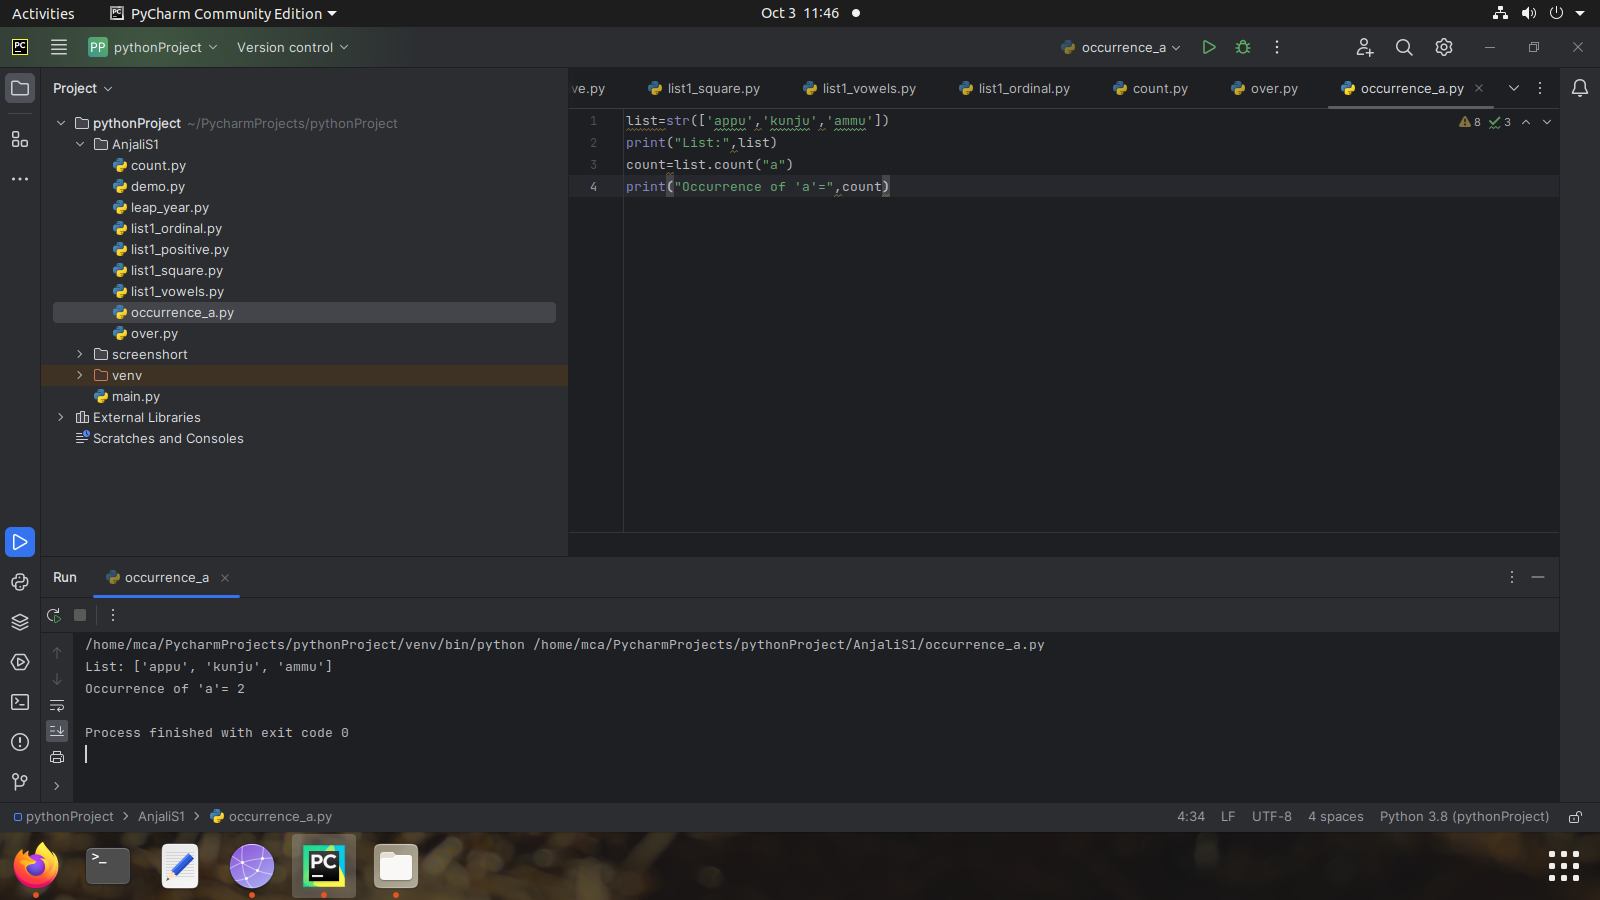 Activities
PyCharm Community Edition
Oct 3 11:46
PC
PP pythonProject
Version control
occurrence_a
Project
ve.py
list1_square.py
list1_vowels.py
list1_ordinal.py
count.py
over.py
occurrence_a.py
pythonProject ~/PycharmProjects/pythonProject
AnjaliS1
count.py
demo.py
leap_year.py
list1_ordinal.py
list1_positive.py
list1_square.py
list1_vowels.py
occurrence_a.py
over.py
screenshort
venv
main.py
External Libraries
Scratches and Consoles
1 list=str(['appu','kunju','ammu'])
2 print("List:",list)
3 count=list.count("a")
4 print("Occurrence of 'a'=",count)
8 3
Run
occurrence_a
/home/mca/PycharmProjects/pythonProject/venv/bin/python /home/mca/PycharmProjects/pythonProject/AnjaliS1/occurrence_a.py
List: ['appu', 'kunju', 'ammu']
Occurrence of 'a'= 2
Process finished with exit code 0
pythonProject > AnjaliS1 > occurrence_a.py
4:34 LF UTF-8 4 spaces Python 3.8 (pythonProject)
>_
PC